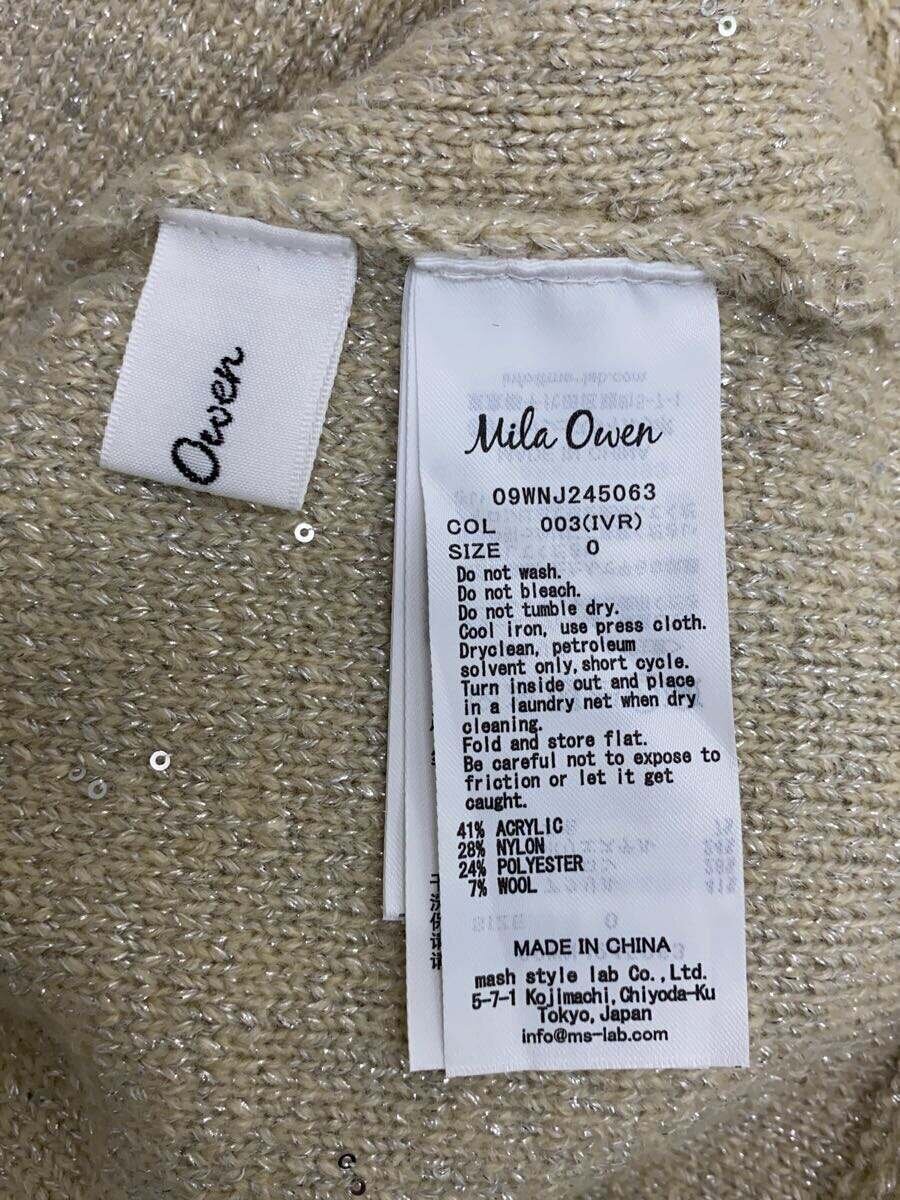 Owen
Mila Owen
09WNJ245063
COL 003(IVR)
SIZE 0
Do not wash.
Do not bleach.
Do not tumble dry.
Cool iron, use press cloth.
Dryclean, petroleum
solvent only, short cycle.
Turn inside out and place
in a laundry net when dry
cleaning.
Fold and store flat.
Be careful not to expose to
friction or let it get
caught.
41% ACRYLIC
28% NYLON
24% POLYESTER
7% WOOL
MADE IN CHINA
mash style lab Co.,Ltd.
5-7-1 Kojimachi,Chiyoda-Ku
Tokyo,Japan
info@ms-lab.com